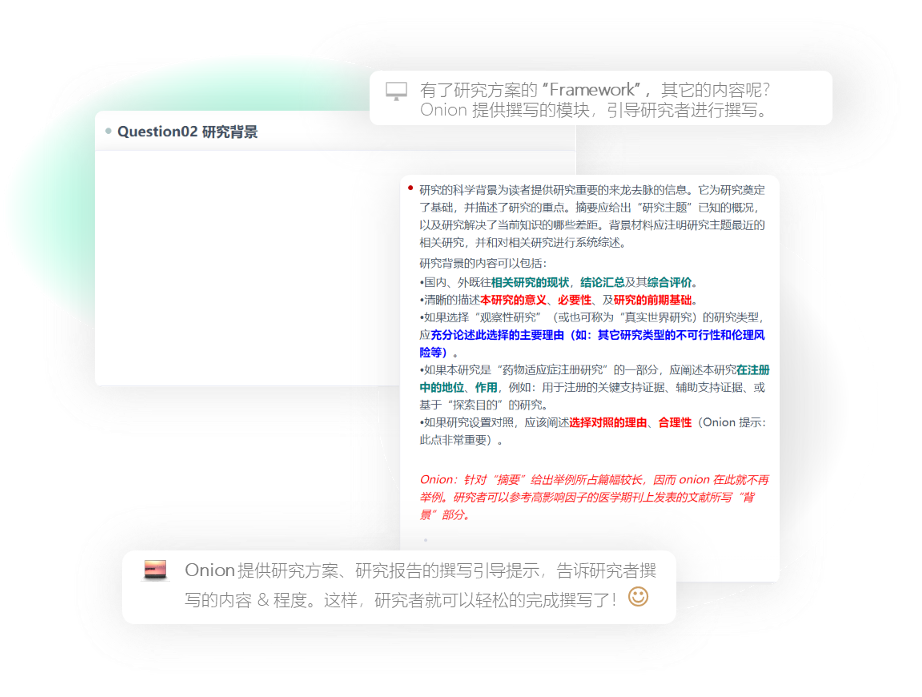 有了研究方案的 “Framework” ，其它的内容呢？
Onion 提供撰写的模块，引导研究者进行撰写。
Question02 研究背景
研究的科学背景为读者提供研究重要的来龙去脉的信息。它为研究奠定
了基础，并描述了研究的重点。摘要应给出“研究主题”已知的概况，
以及研究解决了当前知识的哪些差距。背景材料应注明研究主题最近的
相关研究，并和对相关研究进行系统综述。
研究背景的内容可以包括：
•国内、外既往相关研究的现状，结论汇总及其综合评价。
•清晰的描述本研究的意义、必要性、及研究的前期基础。
•如果选择“观察性研究”（或也可称为“真实世界研究）的研究类型，
应充分论述此选择的主要理由（如：其它研究类型的不可行性和伦理风
险等）。
•如果本研究是“药物适应症注册研究”的一部分，应阐述本研究在注册
中的地位、作用，例如：用于注册的关键支持证据、辅助支持证据、或
基于“探索目的”的研究。
•如果研究设置对照，应该阐述选择对照的理由、合理性（Onion 提示：
此点非常重要）。
Onion：针对“摘要”给出举例所占篇幅较长，因而 onion 在此就不再
举例。研究者可以参考高影响因子的医学期刊上发表的文献所写“背
景”部分。
Onion 提供研究方案、研究报告的撰写引导提示，告诉研究者撰
写的内容 & 程度。这样，研究者就可以轻松的完成撰写了！